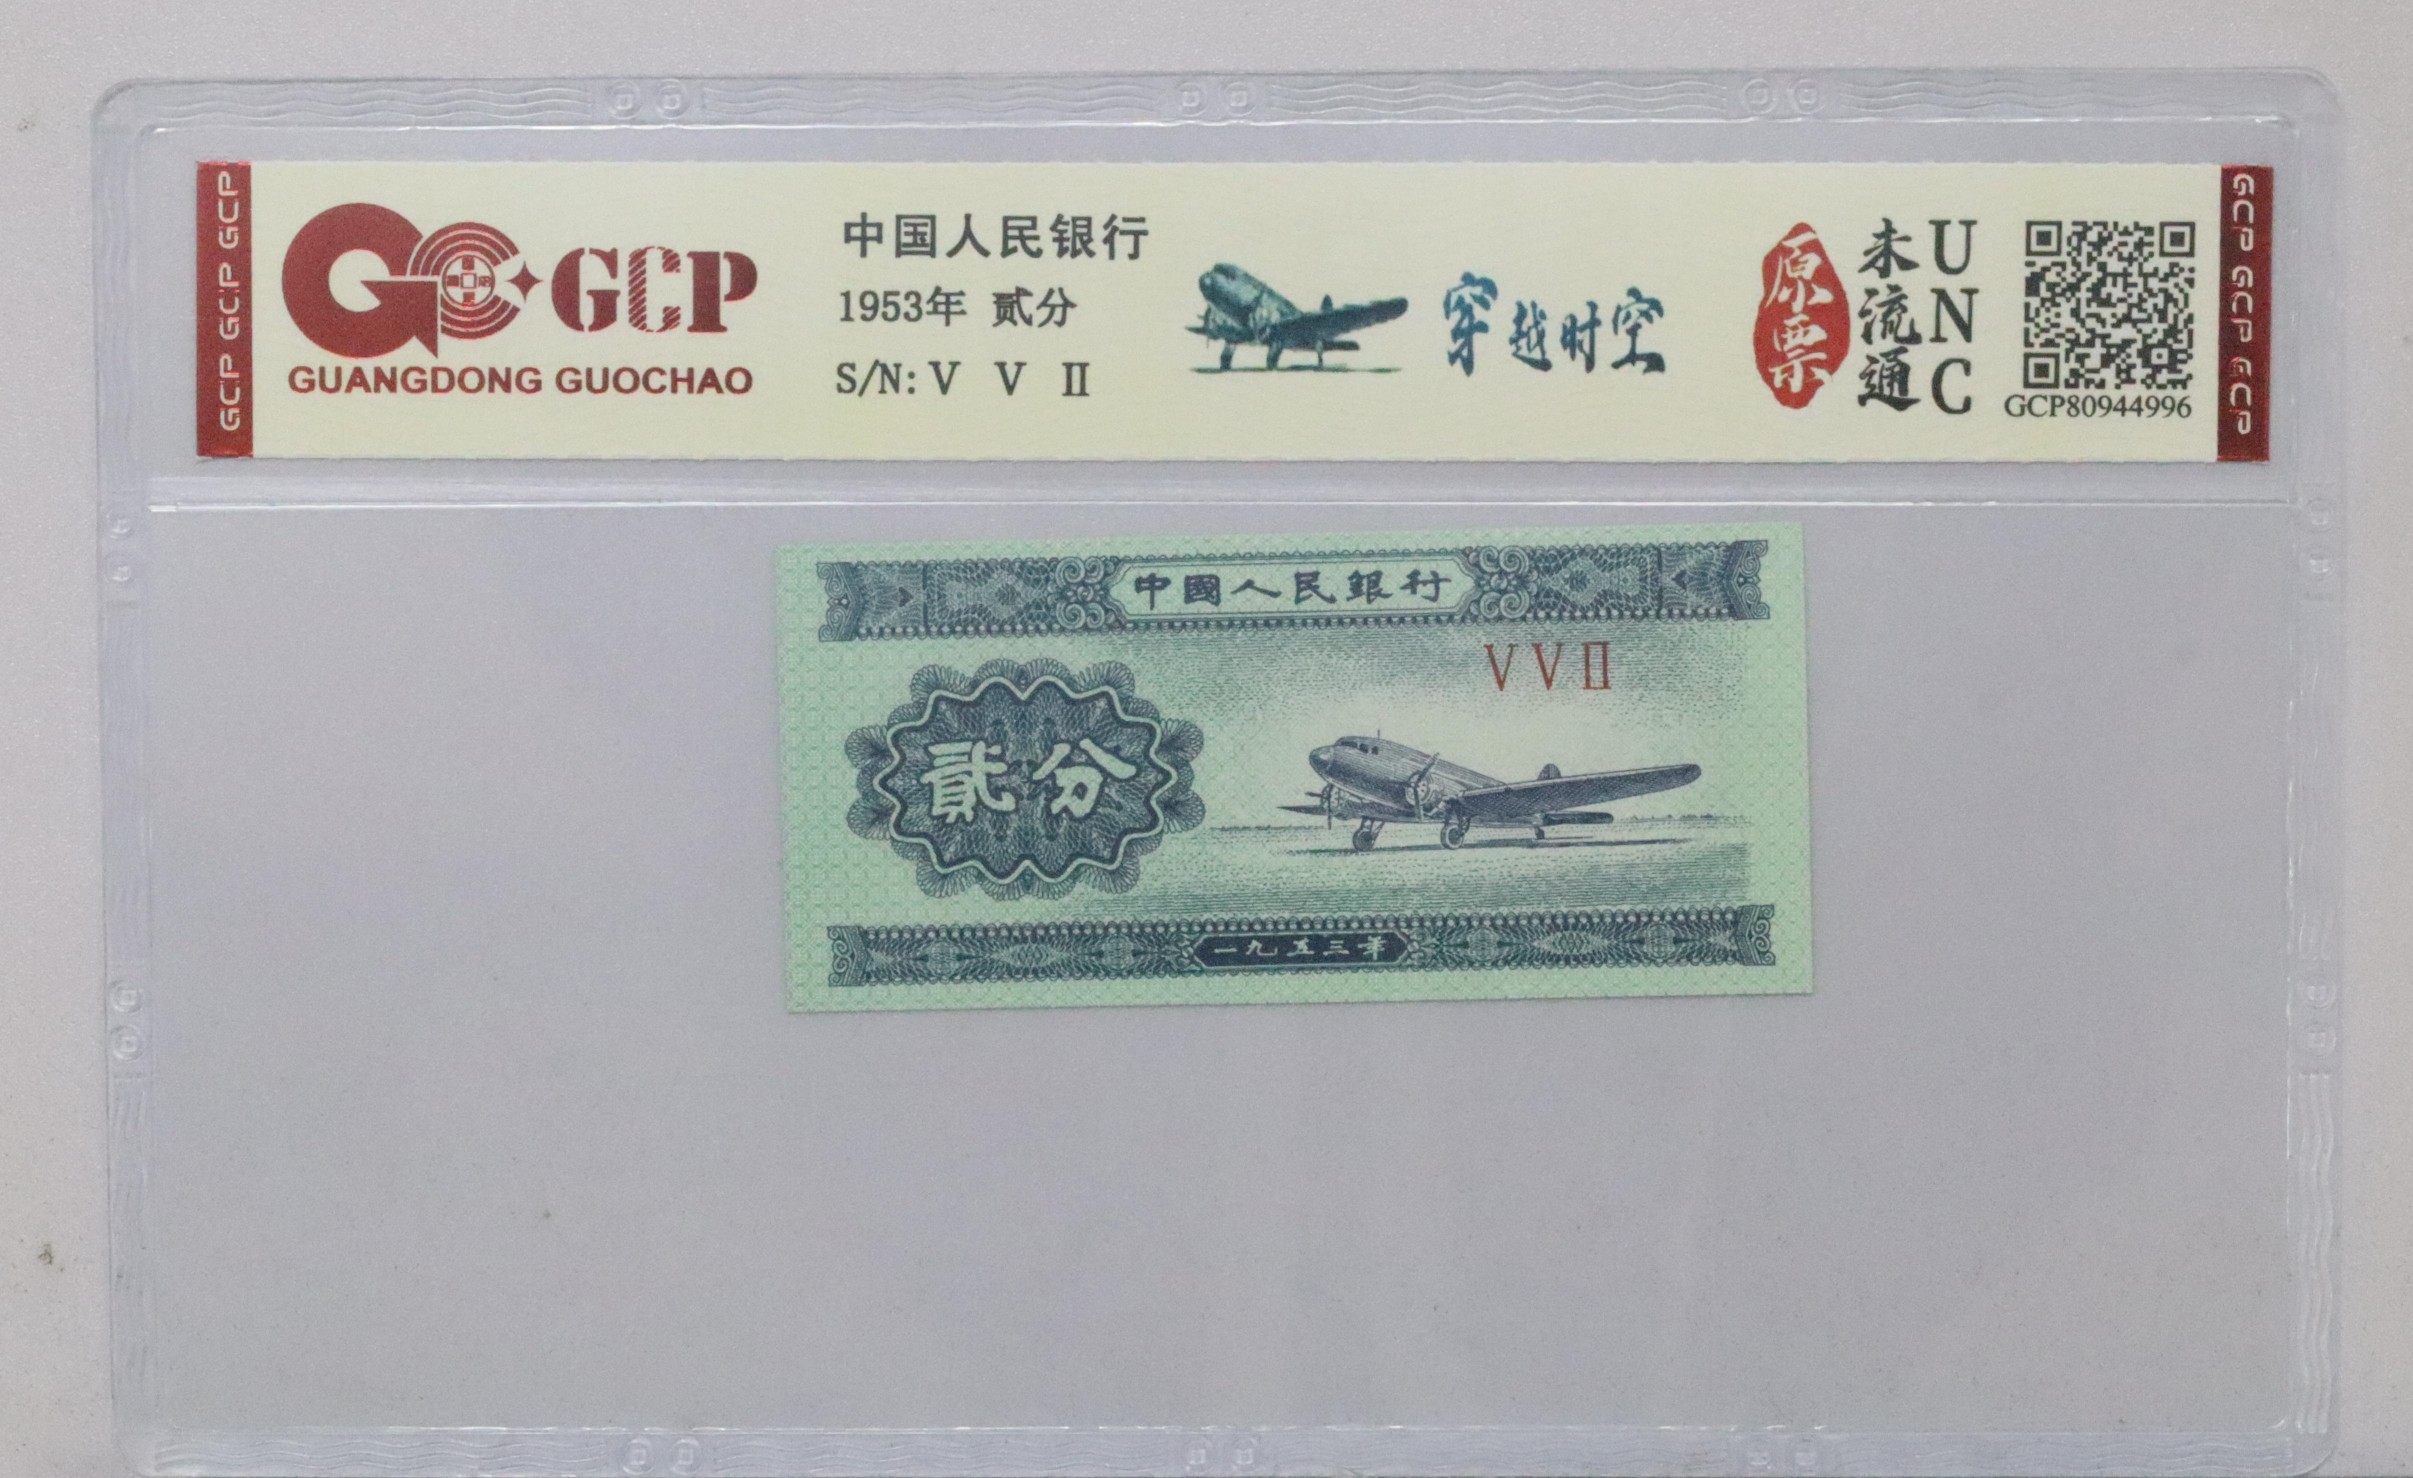 GCP GCP GCP
GCP
GUANGDONG GUOCHAO
中国人民银行
1953年 贰分
S/N: V V Ⅱ
穿越时空
原票
未流通
UNC
GCP80944996
GCP GCP GCP
中國人民銀行
V V Ⅱ
貳分
一九五三年